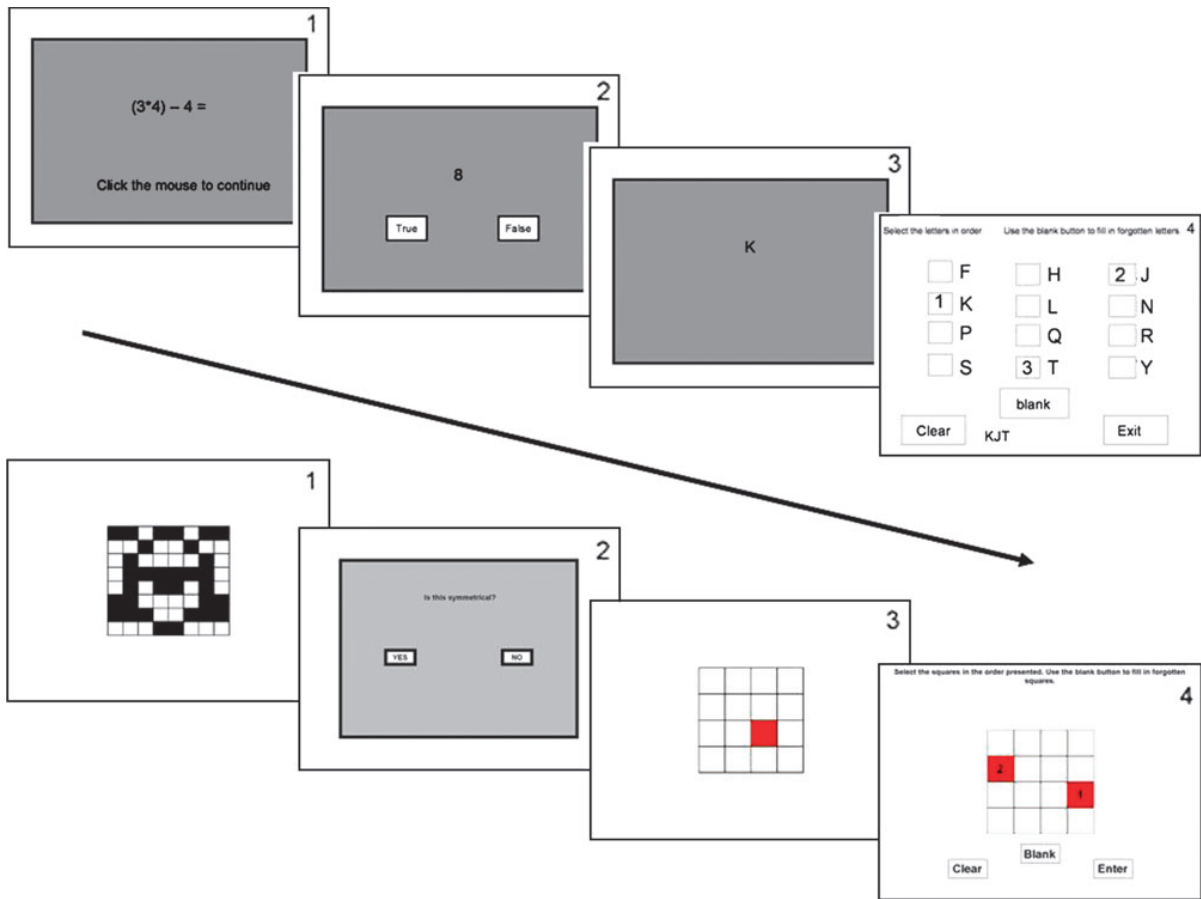 1
(3*4) – 4 =
Click the mouse to continue
2
8
True False
3
K
4
Select the letters in order Use the blank button to fill in forgotten letters
F H 2 J
1 K L N
P Q R
S 3 T Y
blank
Clear KJT Exit
1
2
Is this symmetrical?
YES NO
3
Select the squares in the order presented. Use the blank button to fill in forgotten
squares.
4
2
1
Blank
Clear Enter